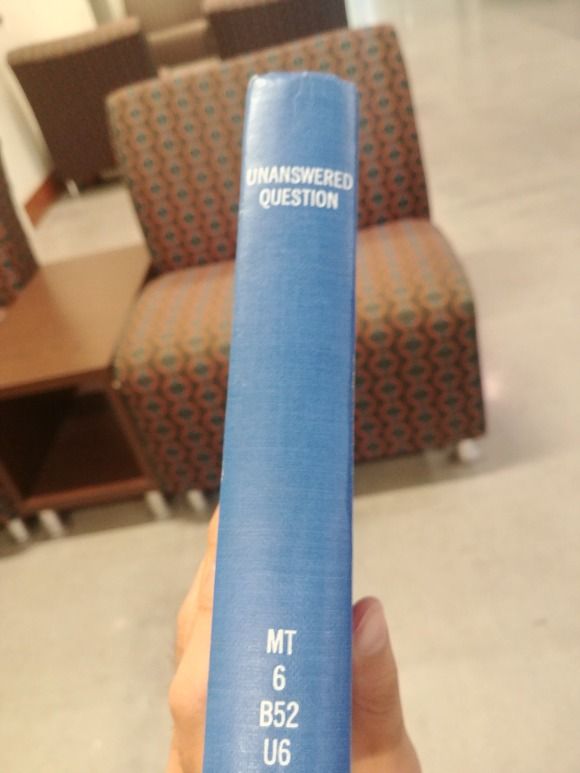 UNANSWERED
QUESTION
MT
6
B52
U6